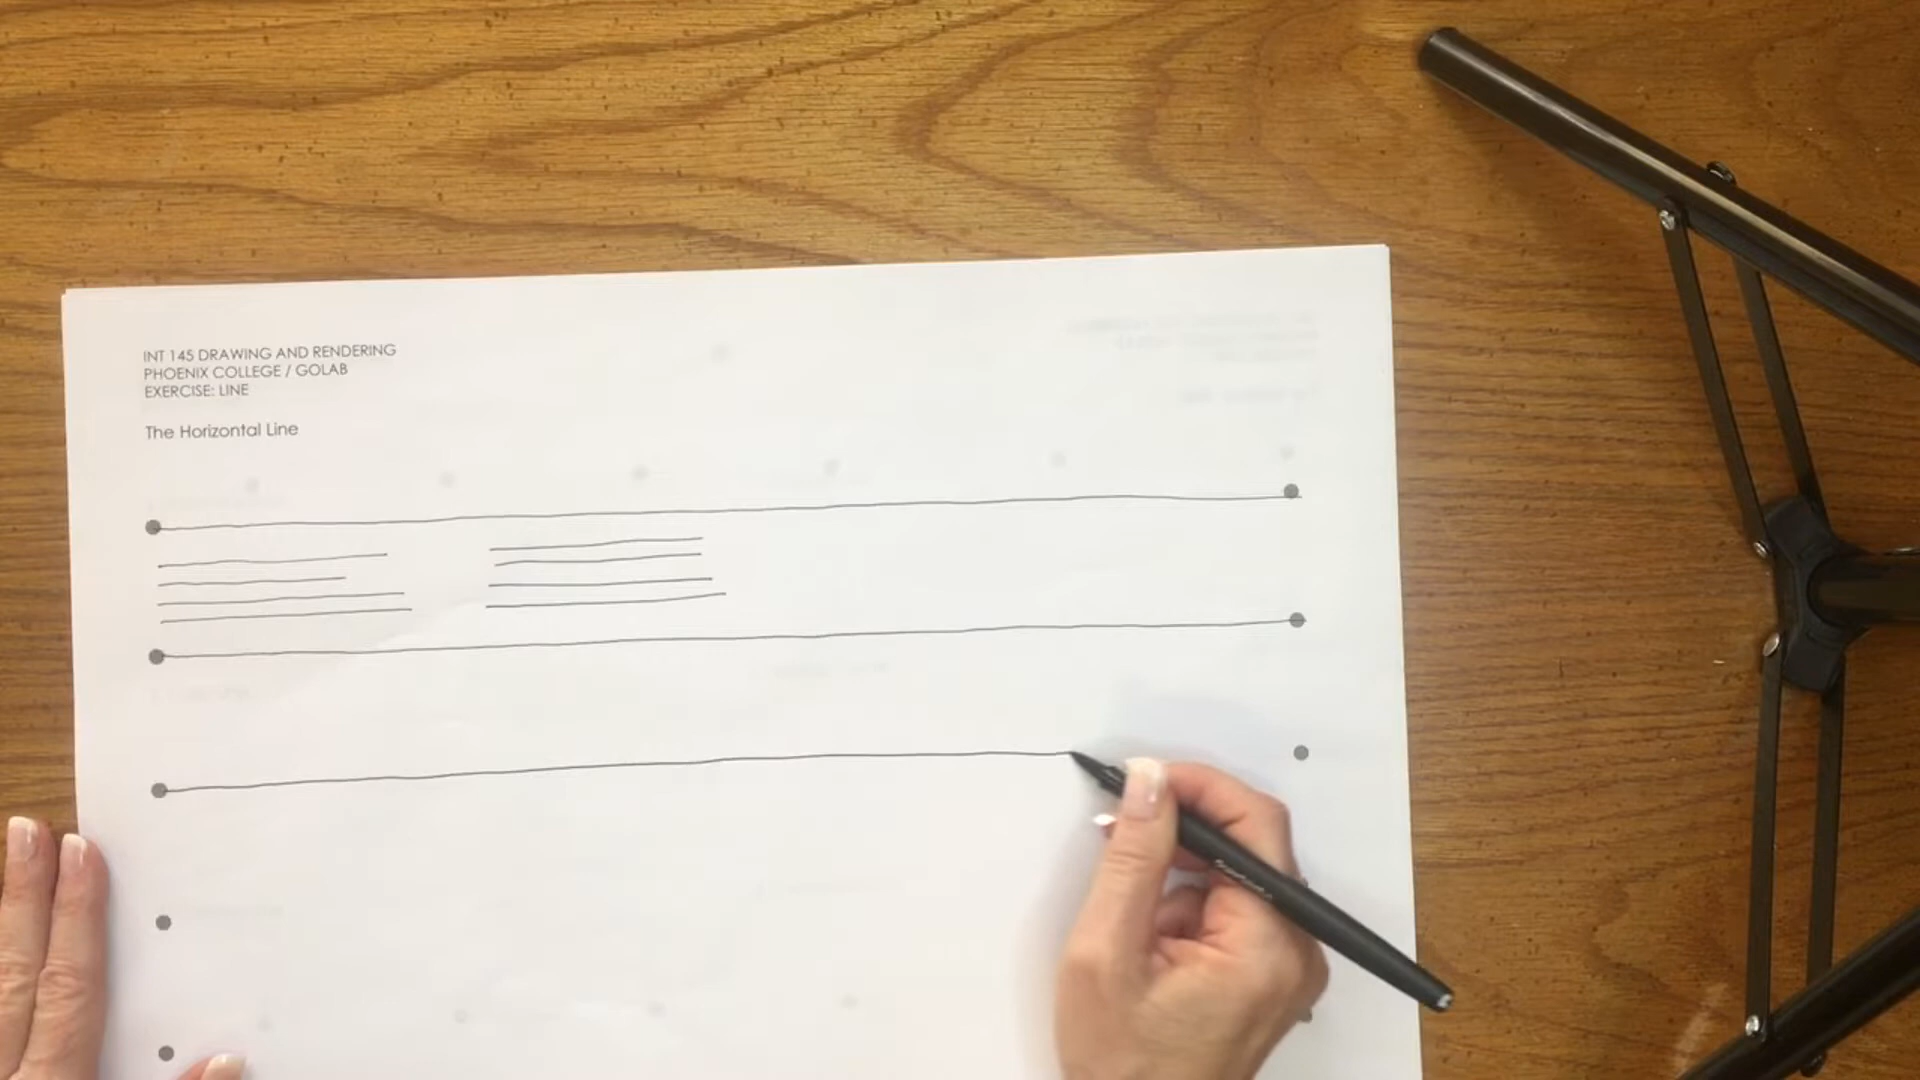 INT 145 DRAWING AND RENDERING
PHOENIX COLLEGE / GOLAB
EXERCISE: LINE
The Horizontal Line